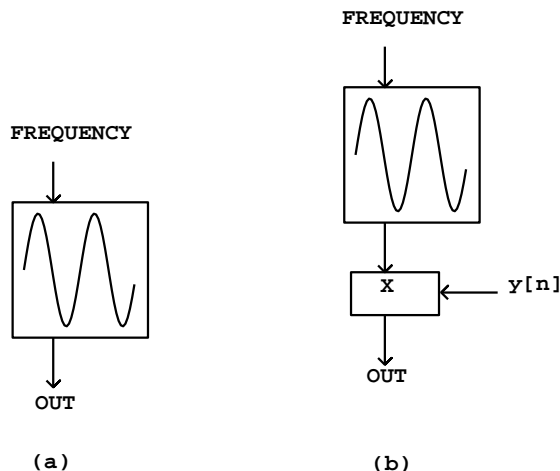 FREQUENCY
OUT
(a)
FREQUENCY
X
y[n]
OUT
(b)